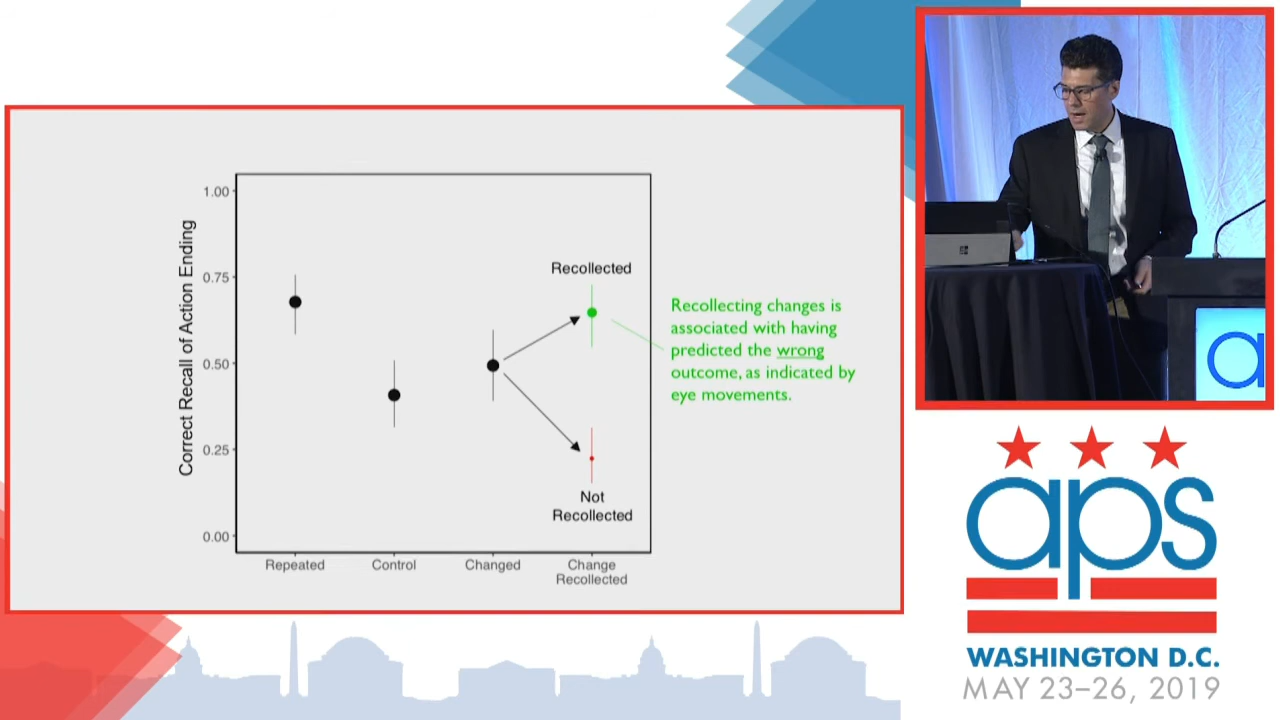 Correct Recall of Action Ending
1.00
0.75
0.50
0.25
0.00
Recollected
Not
Recollected
Repeated
Control
Changed
Change
Recollected
Recollecting changes is
associated with having
predicted the wrong
outcome, as indicated by
eye movements.
a
aps
WASHINGTON D.C.
MAY 23–26, 2019